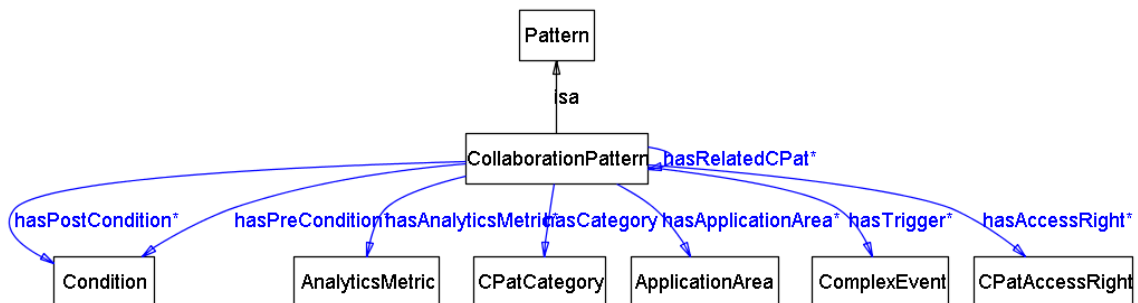 Pattern
isa
CollaborationPattern
hasRelatedCPat*
hasPostCondition*
hasPreCondition*
hasAnalyticsMetric*
hasCategory
hasApplicationArea*
hasTrigger*
hasAccessRight*
Condition
AnalyticsMetric
CPatCategory
ApplicationArea
ComplexEvent
CPatAccessRight